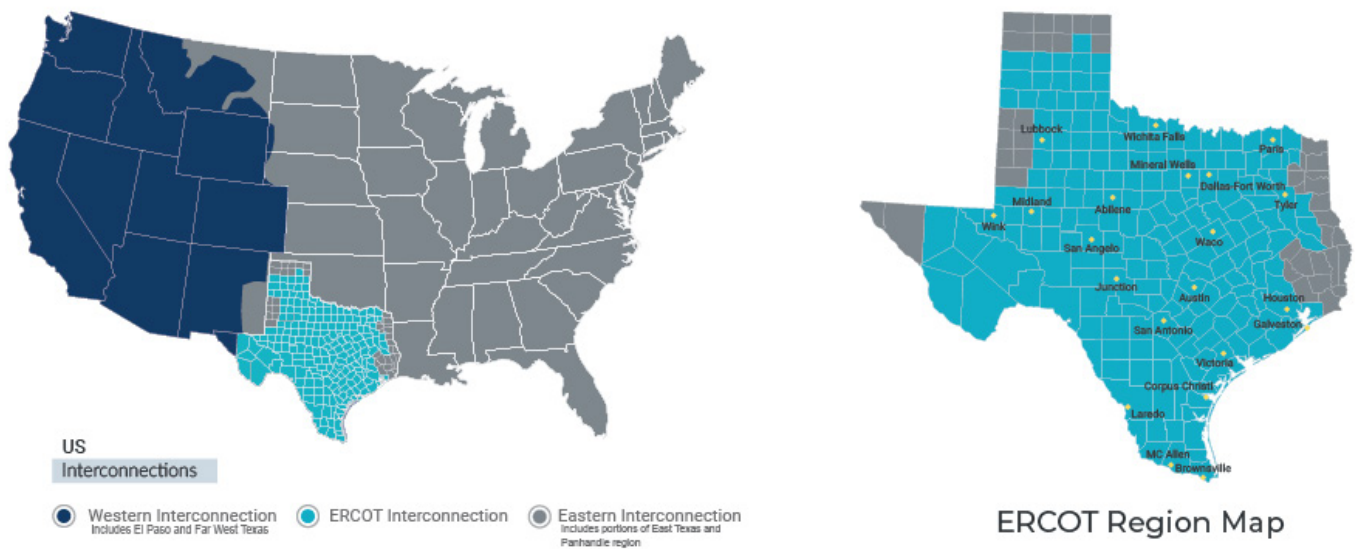 Lubbock
Wichita Falls
Paris
Mineral Wells
Dallas-Fort Worth
Midland
Abilene
Tyler
Wink
San Angelo
Waco
Junction
Austin
Houston
San Antonio
Galveston
Victoria
Corpus Christi
Laredo
MC Allen
Brownsville
US
Interconnections
Western Interconnection
Includes El Paso and Far West Texas
ERCOT Interconnection
Eastern Interconnection
Includes portions of East Texas and
Panhandle region
ERCOT Region Map